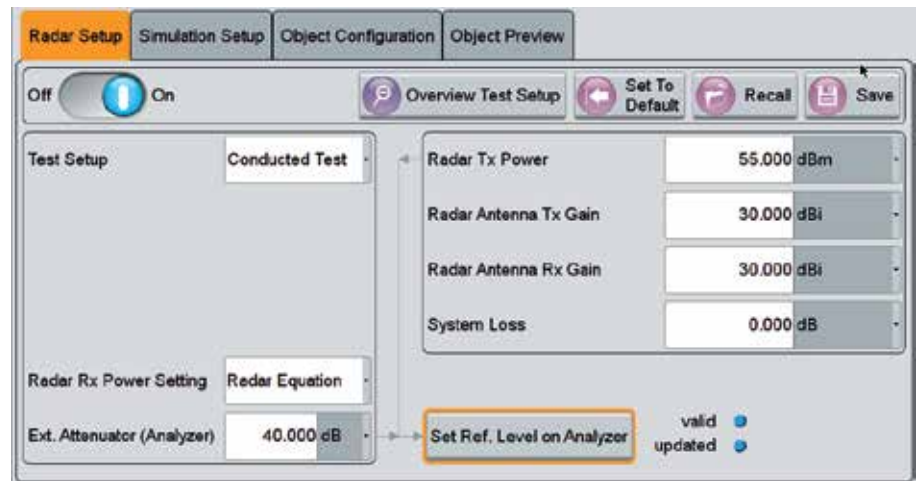 Radar Setup Simulation Setup Object Configuration Object Preview
Off On Overview Test Setup Set To Default Recall Save
Test Setup Conducted Test
Radar Tx Power 55.000 dBm
Radar Antenna Tx Gain 30.000 dBi
Radar Antenna Rx Gain 30.000 dBi
System Loss 0.000 dB
Radar Rx Power Setting Radar Equation
Ext. Attenuator (Analyzer) 40.000 dB
Set Ref. Level on Analyzer
valid
updated